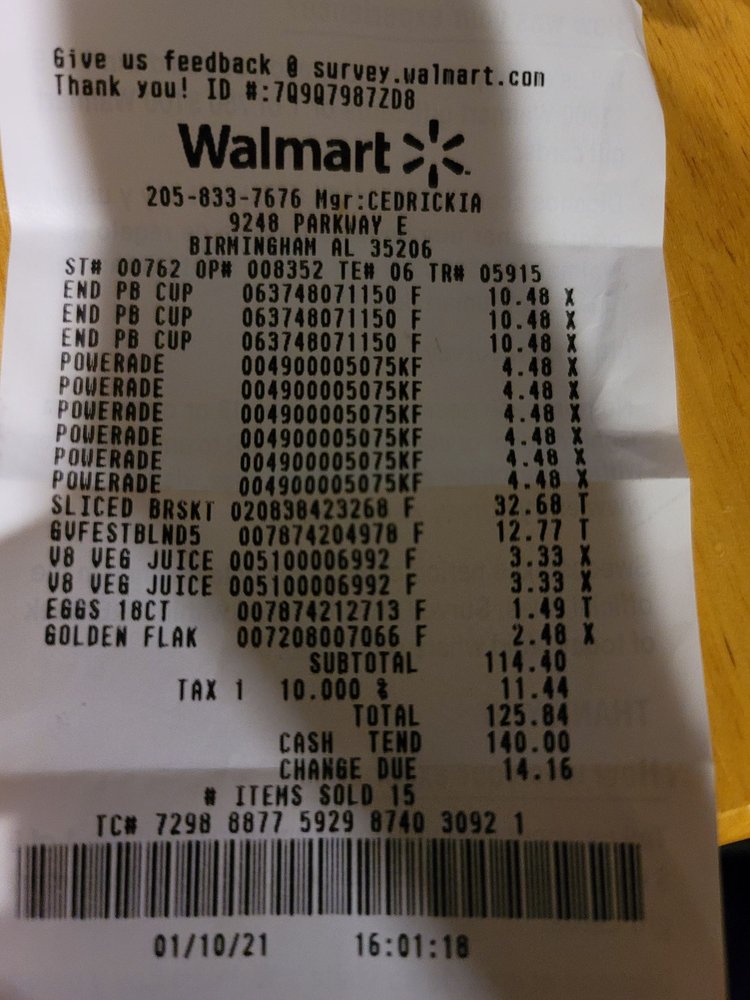 Give us feedback @ survey.walmart.com
Thank you! ID #:7Q9Q7987ZD8
Walmart
205-833-7676 Mgr:CEDRICKIA
9248 PARKWAY E
BIRMINGHAM AL 35206
ST# 00762 OP# 008352 TE# 06 TR# 05915
END PB CUP 063748071150 F 10.48 X
END PB CUP 063748071150 F 10.48 X
END PB CUP 063748071150 F 10.48 X
POWERADE 004900005075KF 4.48 X
POWERADE 004900005075KF 4.48 X
POWERADE 004900005075KF 4.48 X
POWERADE 004900005075KF 4.48 X
POWERADE 004900005075KF 4.48 X
POWERADE 004900005075KF 4.48 X
SLICED BRSKT 020838423268 F 32.68 T
GVFESTBLND5 007874204978 F 12.77 T
V8 VEG JUICE 005100006992 F 3.33 X
V8 VEG JUICE 005100006992 F 3.33 X
EGGS 18CT 007874212713 F 1.49 T
GOLDEN FLAK 007208007066 F 2.48 X
SUBTOTAL 114.40
TAX 1 10.000 % 11.44
TOTAL 125.84
CASH TEND 140.00
CHANGE DUE 14.16
# ITEMS SOLD 15
TC# 7298 8877 5929 8740 3092 1
01/10/21 16:01:18